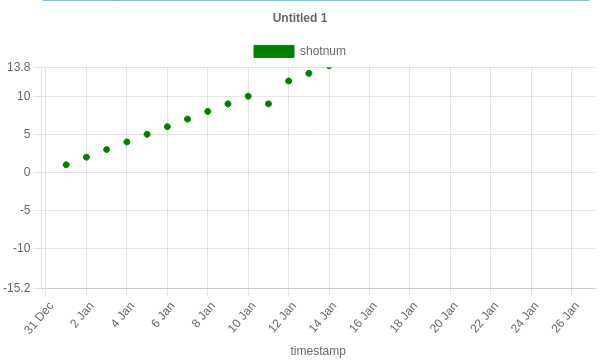 Untitled 1
shotnum
13.8
10
5
0
-5
-10
-15.2
31 Dec
2 Jan
4 Jan
6 Jan
8 Jan
10 Jan
12 Jan
14 Jan
16 Jan
18 Jan
20 Jan
22 Jan
24 Jan
26 Jan
timestamp